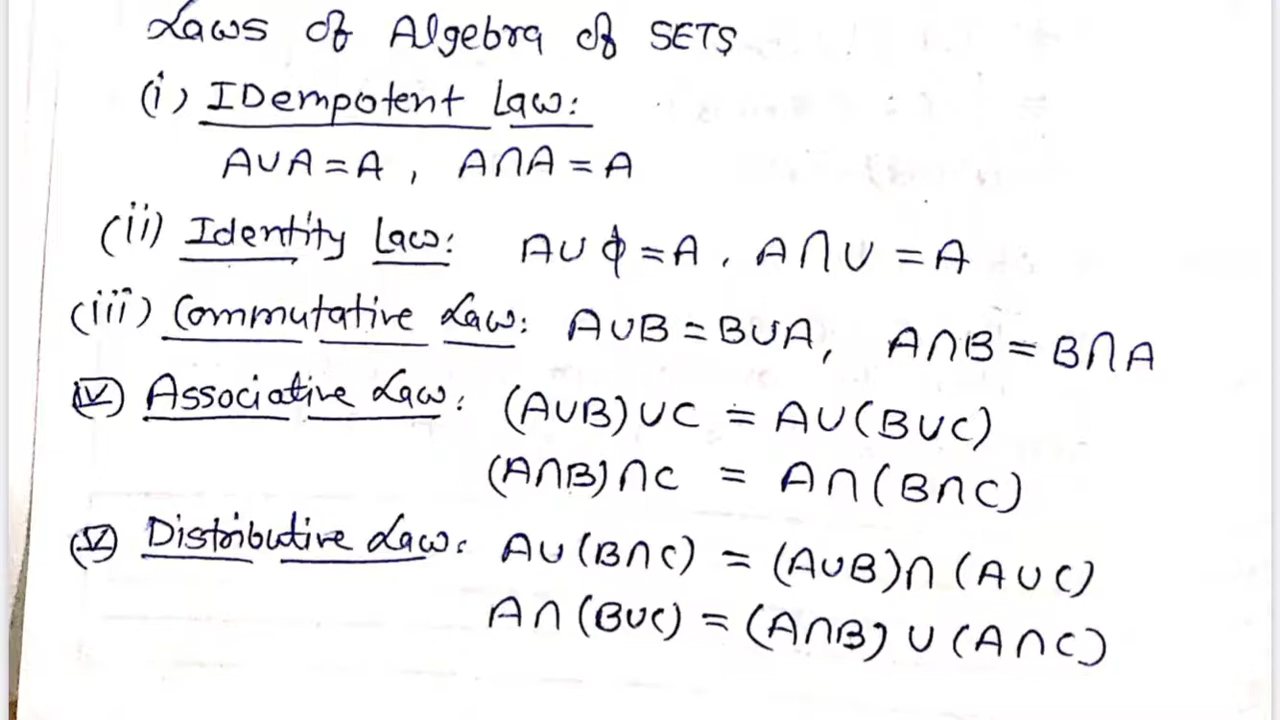 Laws of Algebra of SETS
(i) IDempotent Law:
A∪A = A , A∩A = A
(ii) Identity Law: A∪ϕ = A , A∩U = A
(iii) Commutative Law: A∪B = B∪A, A∩B = B∩A
(IV) Associative Law: (A∪B)∪C = A∪(B∪C)
(A∩B)∩C = A∩(B∩C)
(V) Distributive Law: A∪(B∩C) = (A∪B)∩(A∪C)
A∩(B∪C) = (A∩B)∪(A∩C)